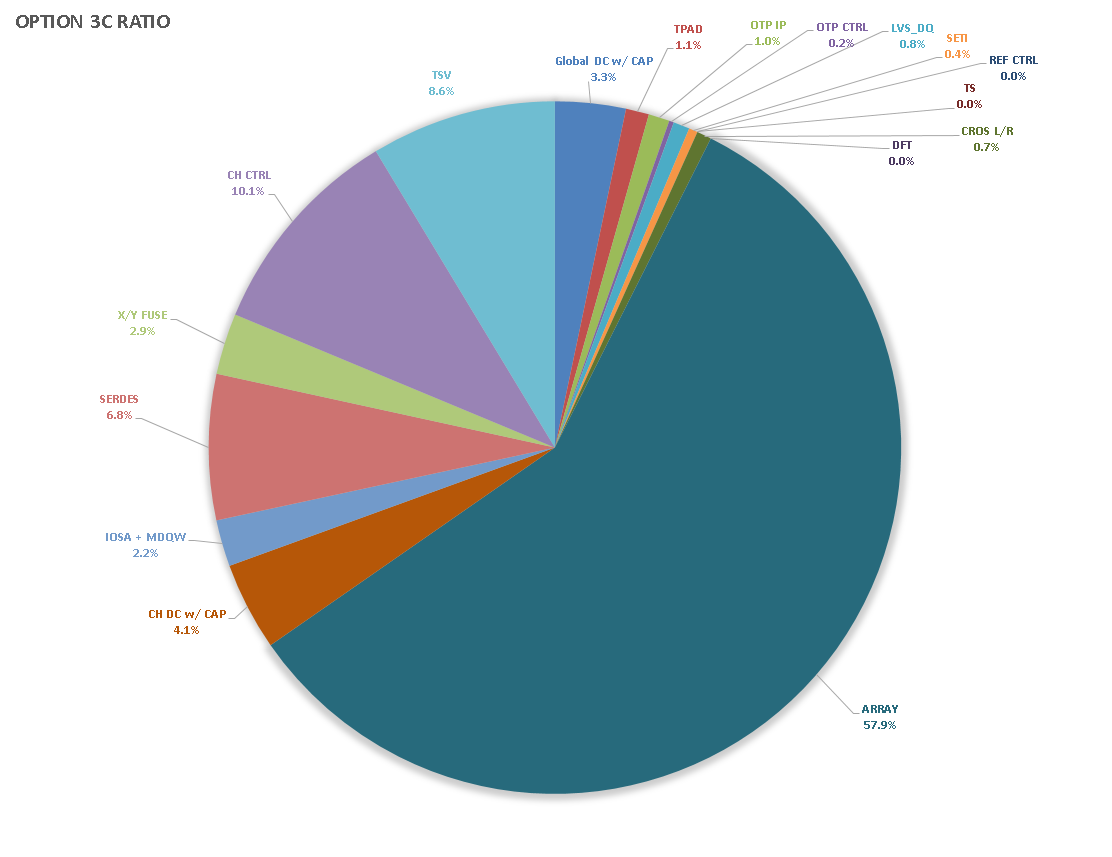 OPTION 3C RATIO
Global DC w/ CAP
3.3%
TPAD
1.1%
OTP IP
1.0%
OTP CTRL
0.2%
LVS_DQ
0.8%
SETI
0.4%
REF CTRL
0.0%
TS
0.0%
CROS L/R
0.7%
DFT
0.0%
ARRAY
57.9%
CH DC w/ CAP
4.1%
IOSA + MDQW
2.2%
SERDES
6.8%
X/Y FUSE
2.9%
CH CTRL
10.1%
TSV
8.6%